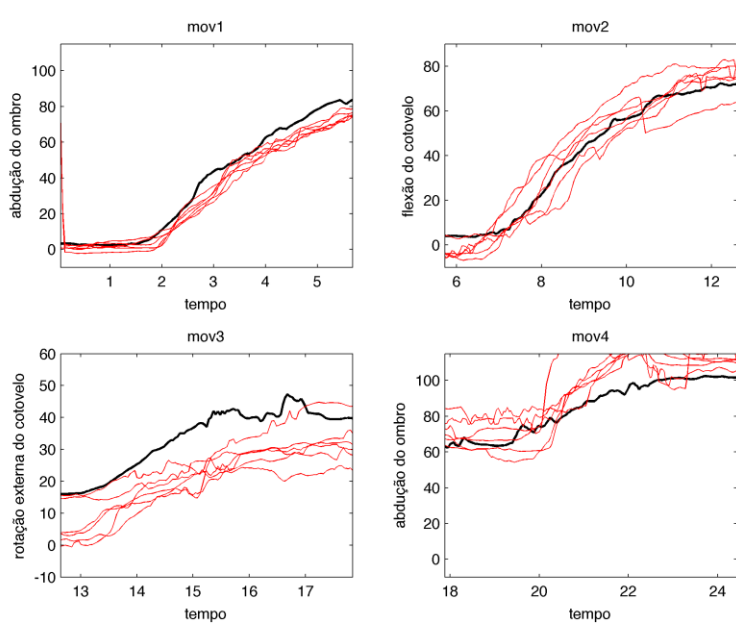 mov1
abdução do ombro
100
80
60
40
20
0
1 2 3 4 5
tempo
mov2
flexão do cotovelo
80
60
40
20
0
6 8 10 12
tempo
mov3
rotação externa do cotovelo
60
50
40
30
20
10
0
-10
13 14 15 16 17
tempo
mov4
abdução do ombro
100
80
60
40
20
0
18 20 22 24
tempo